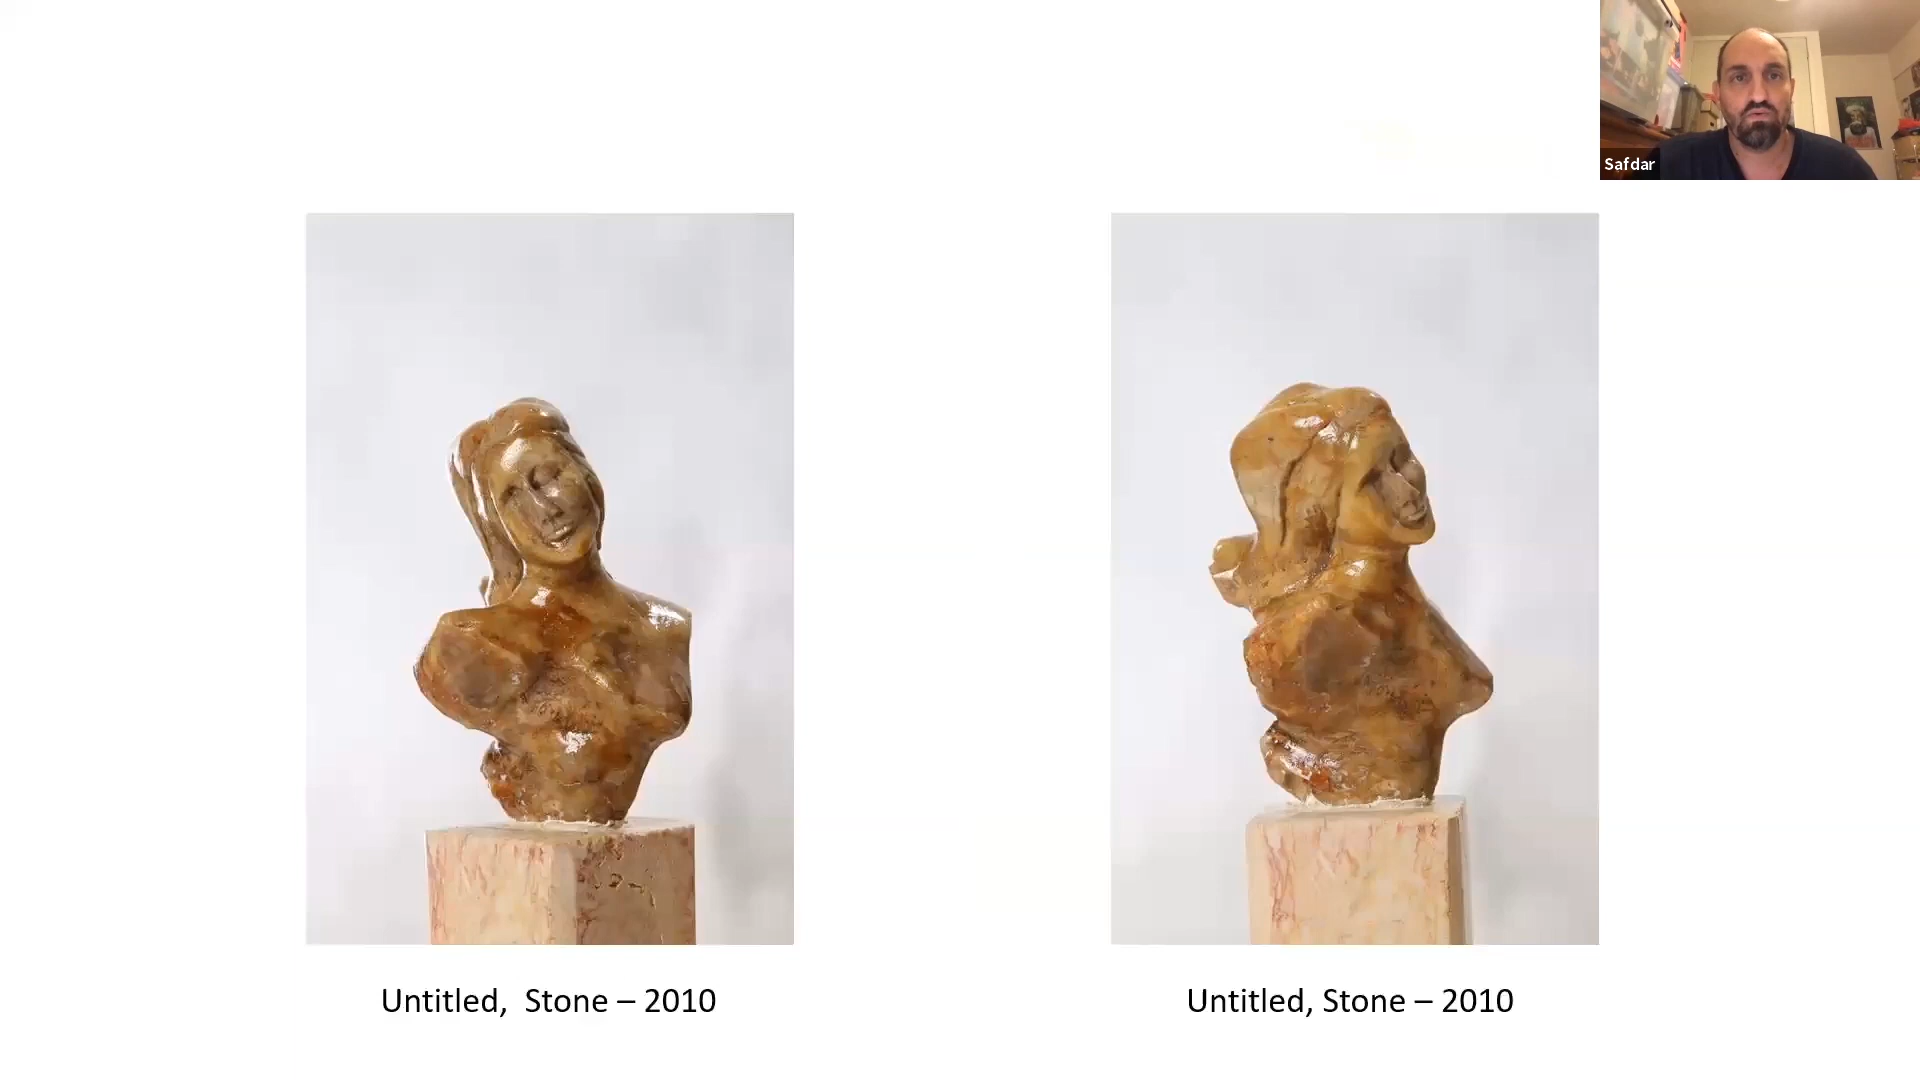 Safdar
Untitled,  Stone – 2010
Untitled, Stone – 2010